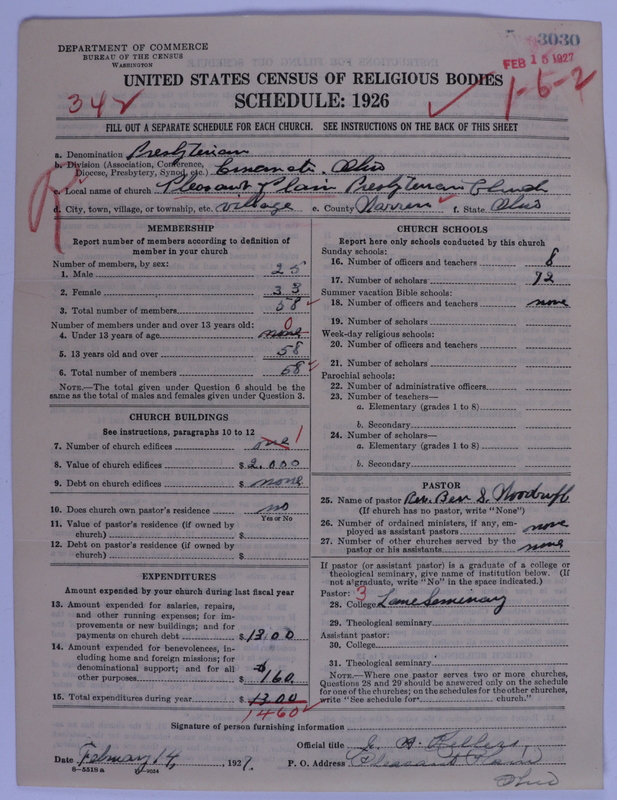 3030
FEB 15 1927
DEPARTMENT OF COMMERCE
BUREAU OF THE CENSUS
WASHINGTON
UNITED STATES CENSUS OF RELIGIOUS BODIES
342
1-5-2
SCHEDULE: 1926
FILL OUT A SEPARATE SCHEDULE FOR EACH CHURCH. SEE INSTRUCTIONS ON THE BACK OF THIS SHEET
a. Denomination Presbyterian
b. Division (Association, Conference, Diocese, Presbytery, Synod, etc.) Cincinnati, Ohio
c. Local name of church Pleasant Plain Presbyterian Church
d. City, town, village, or township, etc. village e. County Warren f. State Ohio
MEMBERSHIP
Report number of members according to definition of
member in your church
Number of members, by sex:
1. Male 25
2. Female 33
3. Total number of members 58
Number of members under and over 13 years old:
4. Under 13 years of age none 0
5. 13 years old and over 58
6. Total number of members 58
NOTE.—The total given under Question 6 should be
same as the total of males and females given under Question 3.
CHURCH BUILDINGS
See instructions, paragraphs 10 to 12
7. Number of church edifices one 1
8. Value of church edifices $ 2.000
9. Debt on church edifices $ none
10. Does church own pastor's residence no
Yes or No
11. Value of pastor's residence (if owned by
church) $
12. Debt on pastor's residence (if owned by
church) $
EXPENDITURES
Amount expended by your church during last fiscal year
13. Amount expended for salaries, repairs,
and other running expenses; for im-
provements or new buildings; and for
payments on church debt $ 1300
14. Amount expended for benevolences, in-
cluding home and foreign missions; for
denominational support; and for all
other purposes $ 160
15. Total expenditures during year $ 1300
1460
CHURCH SCHOOLS
Report here only schools conducted by this church
Sunday schools:
16. Number of officers and teachers 8
17. Number of scholars 92
Summer vacation Bible schools:
18. Number of officers and teachers none
19. Number of scholars
Week-day religious schools:
20. Number of officers and teachers
21. Number of scholars
Parochial schools:
22. Number of administrative officers
23. Number of teachers—
a. Elementary (grades 1 to 8)
b. Secondary
24. Number of scholars—
a. Elementary (grades 1 to 8)
b. Secondary
PASTOR
25. Name of pastor Rev. Ben S.
(If church has no pastor, write "None")
26. Number of ordained ministers, if any, em-
ployed as assistant pastors none
27. Number of other churches served by the
pastor or his assistants none
If pastor (or assistant pastor) is a graduate of a college or
theological seminary, give name of institution below. (If
not a graduate, write "No" in the space indicated.)
Pastor: 3
28. College Lane Seminary
29. Theological seminary
Assistant pastor:
30. College
31. Theological seminary
NOTE.—Where one pastor serves two or more churches,
Questions 28 and 29 should be answered only on the schedule
for one of the churches; on the schedules for the other churches,
write "See schedule for church."
Signature of person furnishing information
Official title
Date February 14, 1927. P. O. Address Pleasant Plain
Ohio
8-5518 a